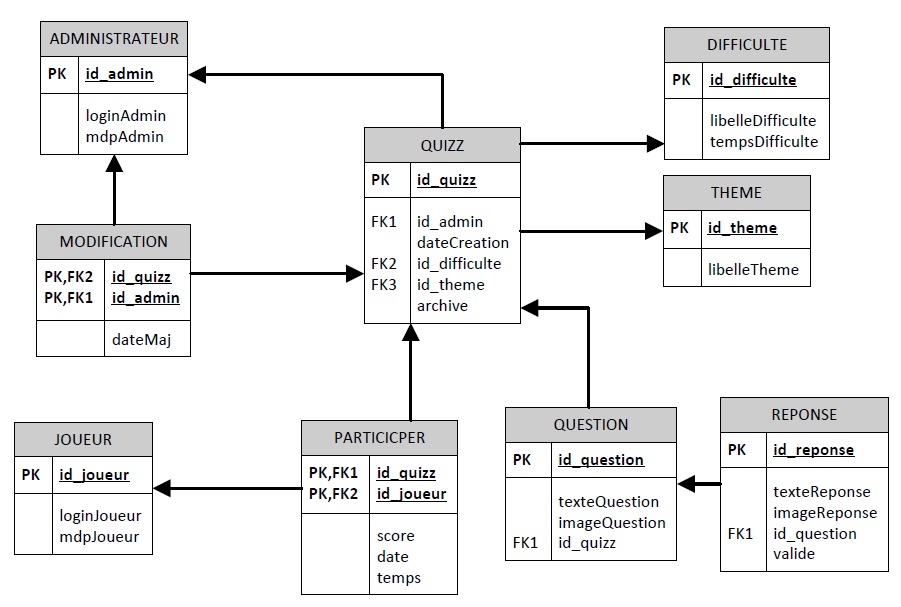 ADMINISTRATEUR
PK id_admin
loginAdmin
mdpAdmin
DIFFICULTE
PK id_difficulte
libelleDifficulte
tempsDifficulte
QUIZZ
PK id_quizz
FK1 id_admin
dateCreation
FK2 id_difficulte
FK3 id_theme
archive
THEME
PK id_theme
libelleTheme
MODIFICATION
PK,FK2 id_quizz
PK,FK1 id_admin
dateMaj
JOUEUR
PK id_joueur
loginJoueur
mdpJoueur
PARTICICPER
PK,FK1 id_quizz
PK,FK2 id_joueur
score
date
temps
QUESTION
PK id_question
texteQuestion
imageQuestion
FK1 id_quizz
REPONSE
PK id_reponse
texteReponse
imageReponse
FK1 id_question
valide